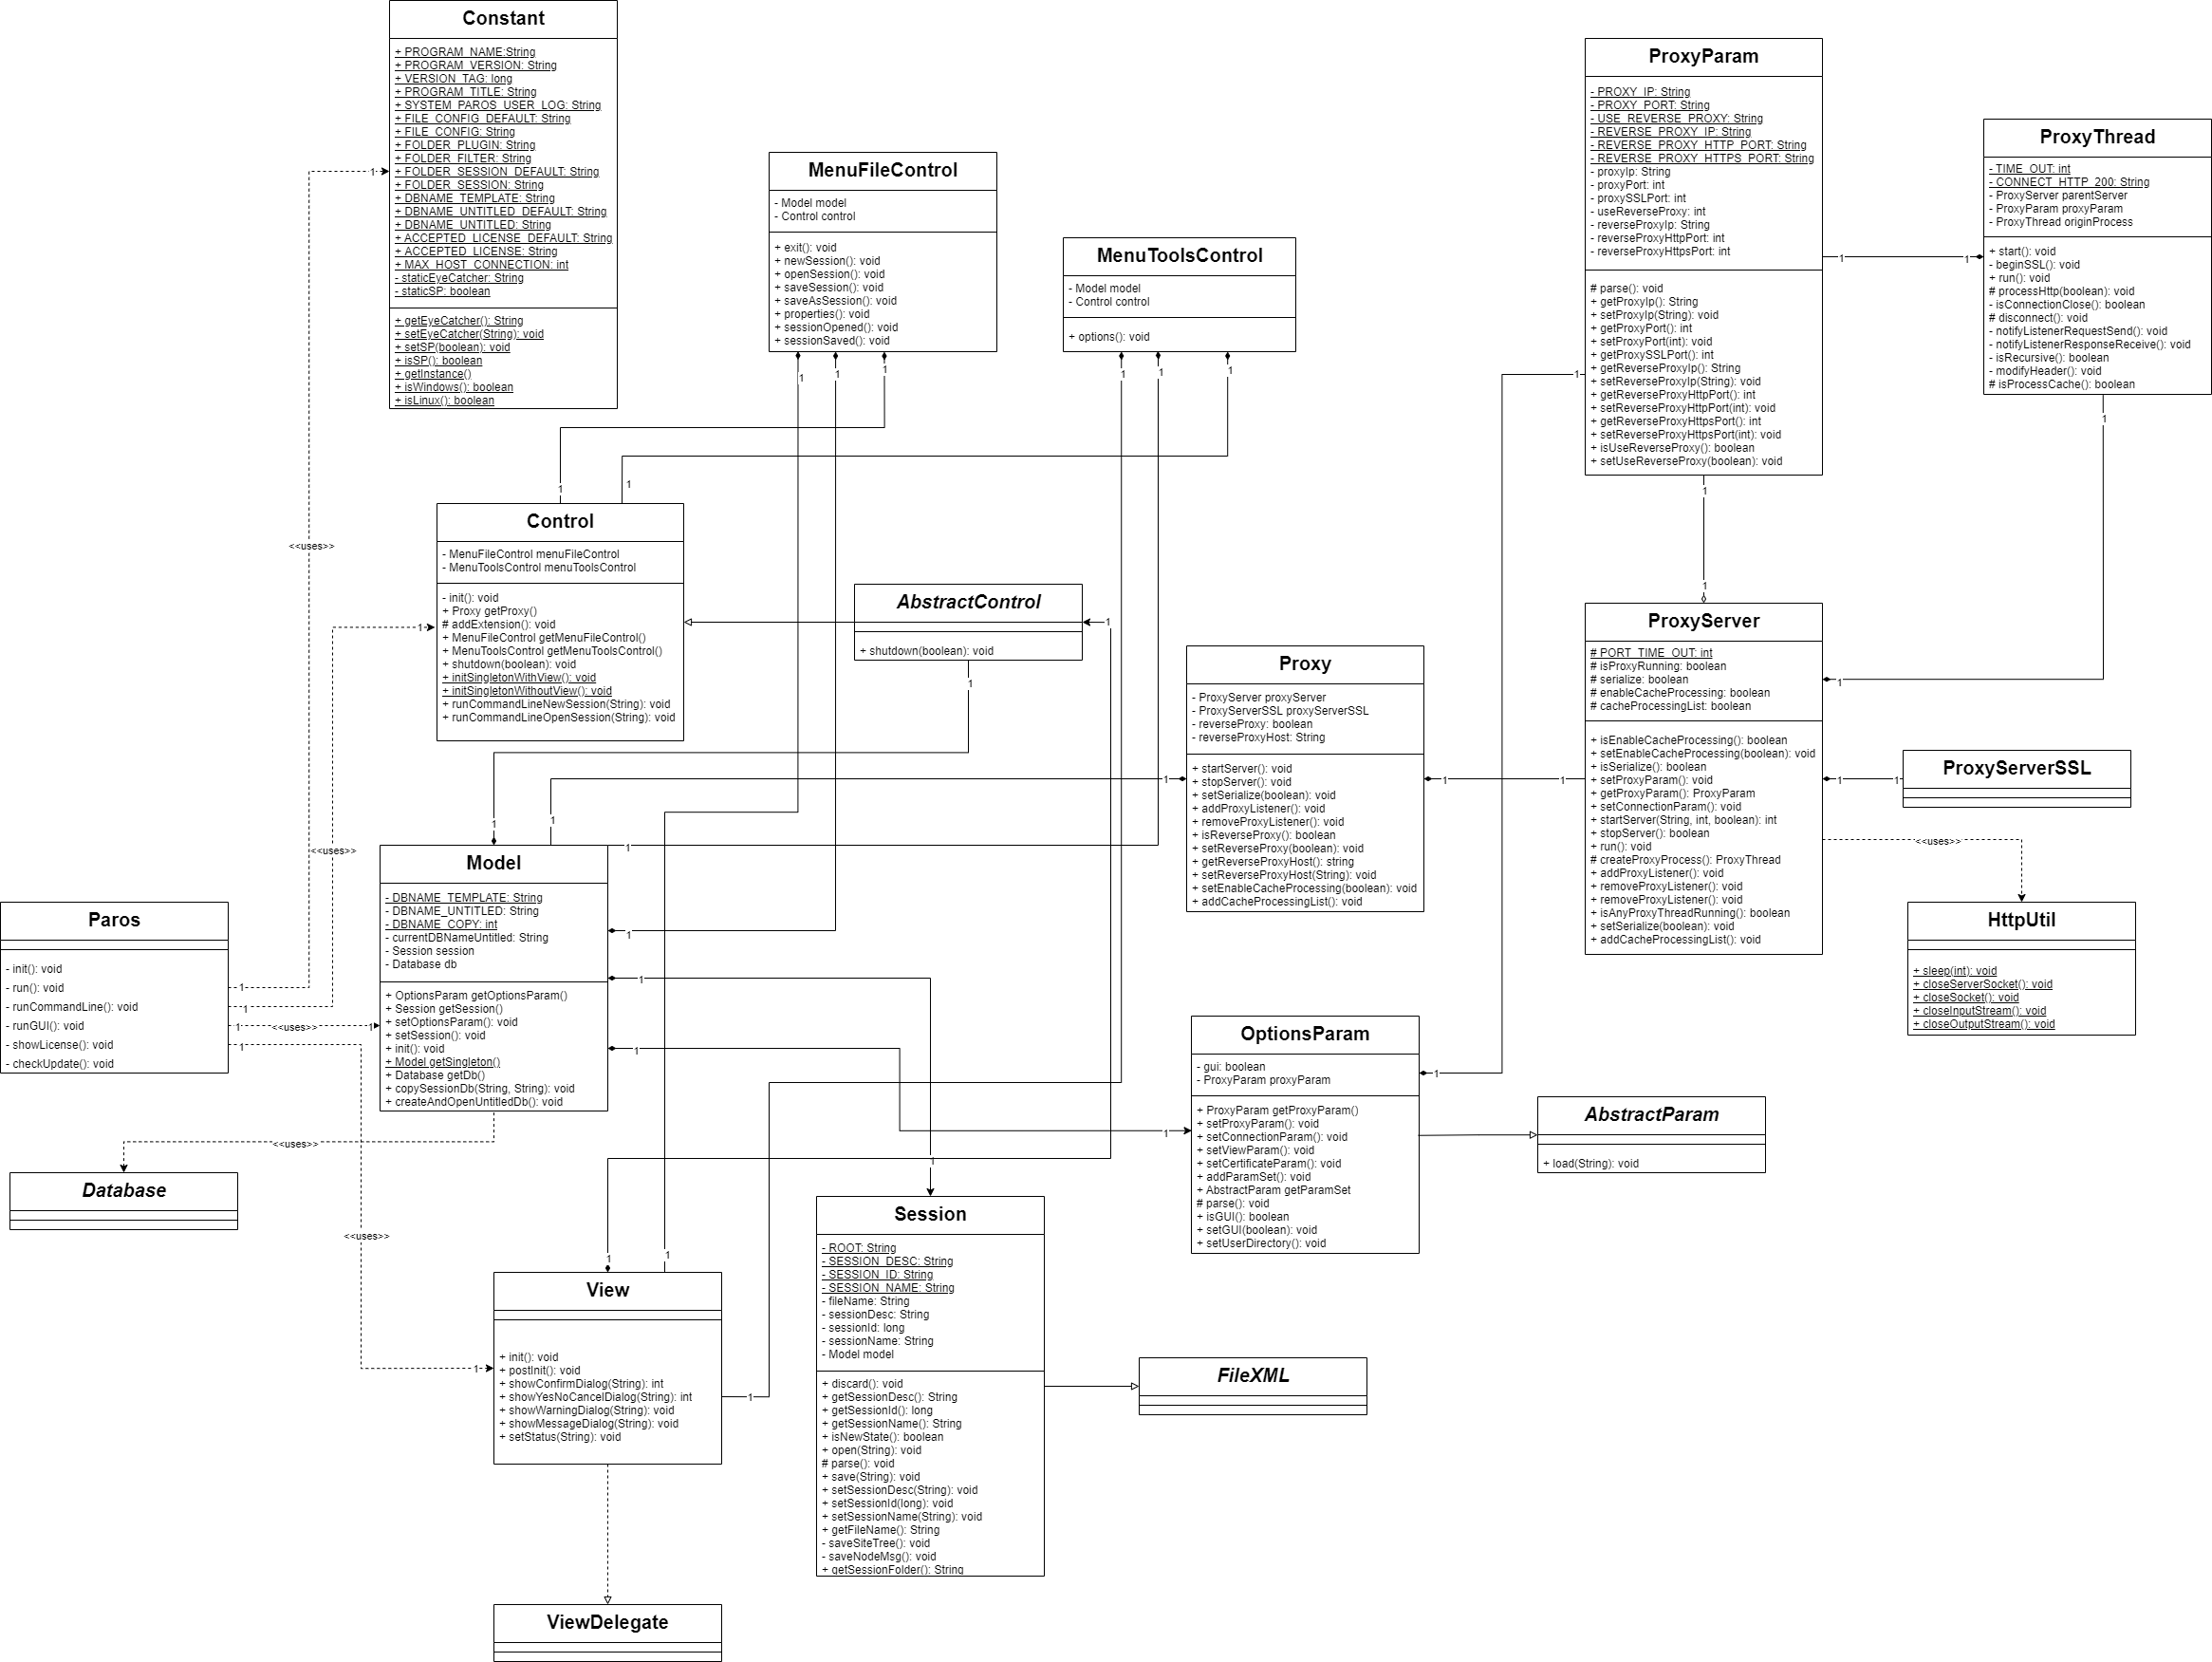 Constant
+ PROGRAM_NAME:String
+ PROGRAM_VERSION: String
+ VERSION_TAG: long
+ PROGRAM_TITLE: String
+ SYSTEM_PAROS_USER_LOG: String
+ FILE_CONFIG_DEFAULT: String
+ FILE_CONFIG: String
+ FOLDER_PLUGIN: String
+ FOLDER_FILTER: String
+ FOLDER_SESSION_DEFAULT: String
+ FOLDER_SESSION: String
+ DBNAME_TEMPLATE: String
+ DBNAME_UNTITLED_DEFAULT: String
+ DBNAME_UNTITLED: String
+ ACCEPTED_LICENSE_DEFAULT: String
+ ACCEPTED_LICENSE: String
+ MAX_HOST_CONNECTION: int
- staticEyeCatcher: String
- staticSP: boolean
+ getEyeCatcher(): String
+ setEyeCatcher(String): void
+ setSP(boolean): void
+ isSP(): boolean
+ getInstance()
+ isWindows(): boolean
+ isLinux(): boolean
MenuFileControl
- Model model
- Control control
+ exit(): void
+ newSession(): void
+ openSession(): void
+ saveSession(): void
+ saveAsSession(): void
+ properties(): void
+ sessionOpened(): void
+ sessionSaved(): void
MenuToolsControl
- Model model
- Control control
+ options(): void
ProxyParam
- PROXY_IP: String
- PROXY_PORT: String
- USE_REVERSE_PROXY: String
- REVERSE_PROXY_IP: String
- REVERSE_PROXY_HTTP_PORT: String
- REVERSE_PROXY_HTTPS_PORT: String
- proxyIp: String
- proxyPort: int
- proxySSLPort: int
- useReverseProxy: int
- reverseProxyIp: String
- reverseProxyHttpPort: int
- reverseProxyHttpsPort: int
# parse(): void
+ getProxyIp(): String
+ setProxyIp(String): void
+ getProxyPort(): int
+ setProxyPort(int): void
+ getProxySSLPort(): int
+ getReverseProxyIp(): String
+ setReverseProxyIp(String): void
+ getReverseProxyHttpPort(): int
+ setReverseProxyHttpPort(int): void
+ getReverseProxyHttpsPort(): int
+ setReverseProxyHttpsPort(int): void
+ isUseReverseProxy(): boolean
+ setUseReverseProxy(boolean): void
ProxyThread
- TIME_OUT: int
- CONNECT_HTTP_200: String
- ProxyServer parentServer
- ProxyParam proxyParam
- ProxyThread originProcess
+ start(): void
- beginSSL(): void
+ run(): void
# processHttp(boolean): void
- isConnectionClose(): boolean
# disconnect(): void
- notifyListenerRequestSend(): void
- notifyListenerResponseReceive(): void
- isRecursive(): boolean
- modifyHeader(): void
# isProcessCache(): boolean
1
1
1
1
1
1
1
1
1
1
1
1
1
1
<<uses>>
Control
- MenuFileControl menuFileControl
- MenuToolsControl menuToolsControl
- init(): void
+ Proxy getProxy()
# addExtension(): void
+ MenuFileControl getMenuFileControl()
+ MenuToolsControl getMenuToolsControl()
+ shutdown(boolean): void
+ initSingletonWithView(): void
+ initSingletonWithoutView(): void
+ runCommandLineNewSession(String): void
+ runCommandLineOpenSession(String): void
1
AbstractControl
+ shutdown(boolean): void
1
1
1
Proxy
- ProxyServer proxyServer
- ProxyServerSSL proxyServerSSL
- reverseProxy: boolean
- reverseProxyHost: String
+ startServer(): void
+ stopServer(): void
+ setSerialize(boolean): void
+ addProxyListener(): void
+ removeProxyListener(): void
+ isReverseProxy(): boolean
+ setReverseProxy(boolean): void
+ getReverseProxyHost(): string
+ setReverseProxyHost(String): void
+ setEnableCacheProcessing(boolean): void
+ addCacheProcessingList(): void
ProxyServer
# PORT_TIME_OUT: int
# isProxyRunning: boolean
# serialize: boolean
# enableCacheProcessing: boolean
# cacheProcessingList: boolean
+ isEnableCacheProcessing(): boolean
+ setEnableCacheProcessing(boolean): void
+ isSerialize(): boolean
+ setProxyParam(): void
+ getProxyParam(): ProxyParam
+ setConnectionParam(): void
+ startServer(String, int, boolean): int
+ stopServer(): boolean
+ run(): void
# createProxyProcess(): ProxyThread
+ addProxyListener(): void
+ removeProxyListener(): void
+ removeProxyListener(): void
+ isAnyProxyThreadRunning(): boolean
+ setSerialize(boolean): void
+ addCacheProcessingList(): void
1
1
1
1
1
1
ProxyServerSSL
<<uses>>
HttpUtil
+ sleep(int): void
+ closeServerSocket(): void
+ closeSocket(): void
+ closeInputStream(): void
+ closeOutputStream(): void
1
1
1
<<uses>>
Model
- DBNAME_TEMPLATE: String
- DBNAME_UNTITLED: String
- DBNAME_COPY: int
- currentDBNameUntitled: String
- Session session
- Database db
+ OptionsParam getOptionsParam()
+ Session getSession()
+ setOptionsParam(): void
+ setSession(): void
+ init(): void
+ Model getSingleton()
+ Database getDb()
+ copySessionDb(String, String): void
+ createAndOpenUntitledDb(): void
Paros
- init(): void
- run(): void
- runCommandLine(): void
- runGUI(): void
- showLicense(): void
- checkUpdate(): void
1
1
1
<<uses>>
1
1
1
1
1
OptionsParam
- gui: boolean
- ProxyParam proxyParam
+ ProxyParam getProxyParam()
+ setProxyParam(): void
+ setConnectionParam(): void
+ setViewParam(): void
+ setCertificateParam(): void
+ addParamSet(): void
+ AbstractParam getParamSet
# parse(): void
+ isGUI(): boolean
+ setGUI(boolean): void
+ setUserDirectory(): void
1
1
AbstractParam
+ load(String): void
<<uses>>
Database
<<uses>>
1
1
1
View
+ init(): void
+ postInit(): void
+ showConfirmDialog(String): int
+ showYesNoCancelDialog(String): int
+ showWarningDialog(String): void
+ showMessageDialog(String): void
+ setStatus(String): void
1
1
Session
- ROOT: String
- SESSION_DESC: String
- SESSION_ID: String
- SESSION_NAME: String
- fileName: String
- sessionDesc: String
- sessionId: long
- sessionName: String
- Model model
+ discard(): void
+ getSessionDesc(): String
+ getSessionId(): long
+ getSessionName(): String
+ isNewState(): boolean
+ open(String): void
# parse(): void
+ save(String): void
+ setSessionDesc(String): void
+ setSessionId(long): void
+ setSessionName(String): void
+ getFileName(): String
- saveSiteTree(): void
- saveNodeMsg(): void
+ getSessionFolder(): String
FileXML
ViewDelegate